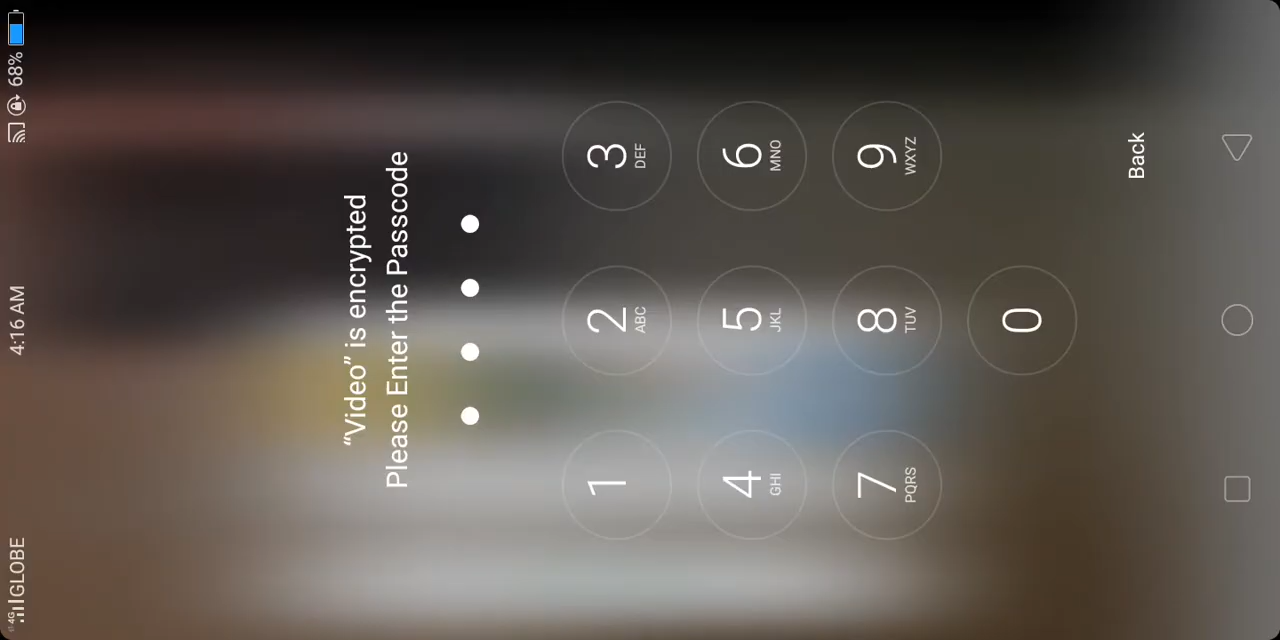 4G GLOBE 4:16 AM 68%
“Video” is encrypted
Please Enter the Passcode
1 2 ABC 3 DEF
4 GHI 5 JKL 6 MNO
7 PQRS 8 TUV 9 WXYZ
0
Back